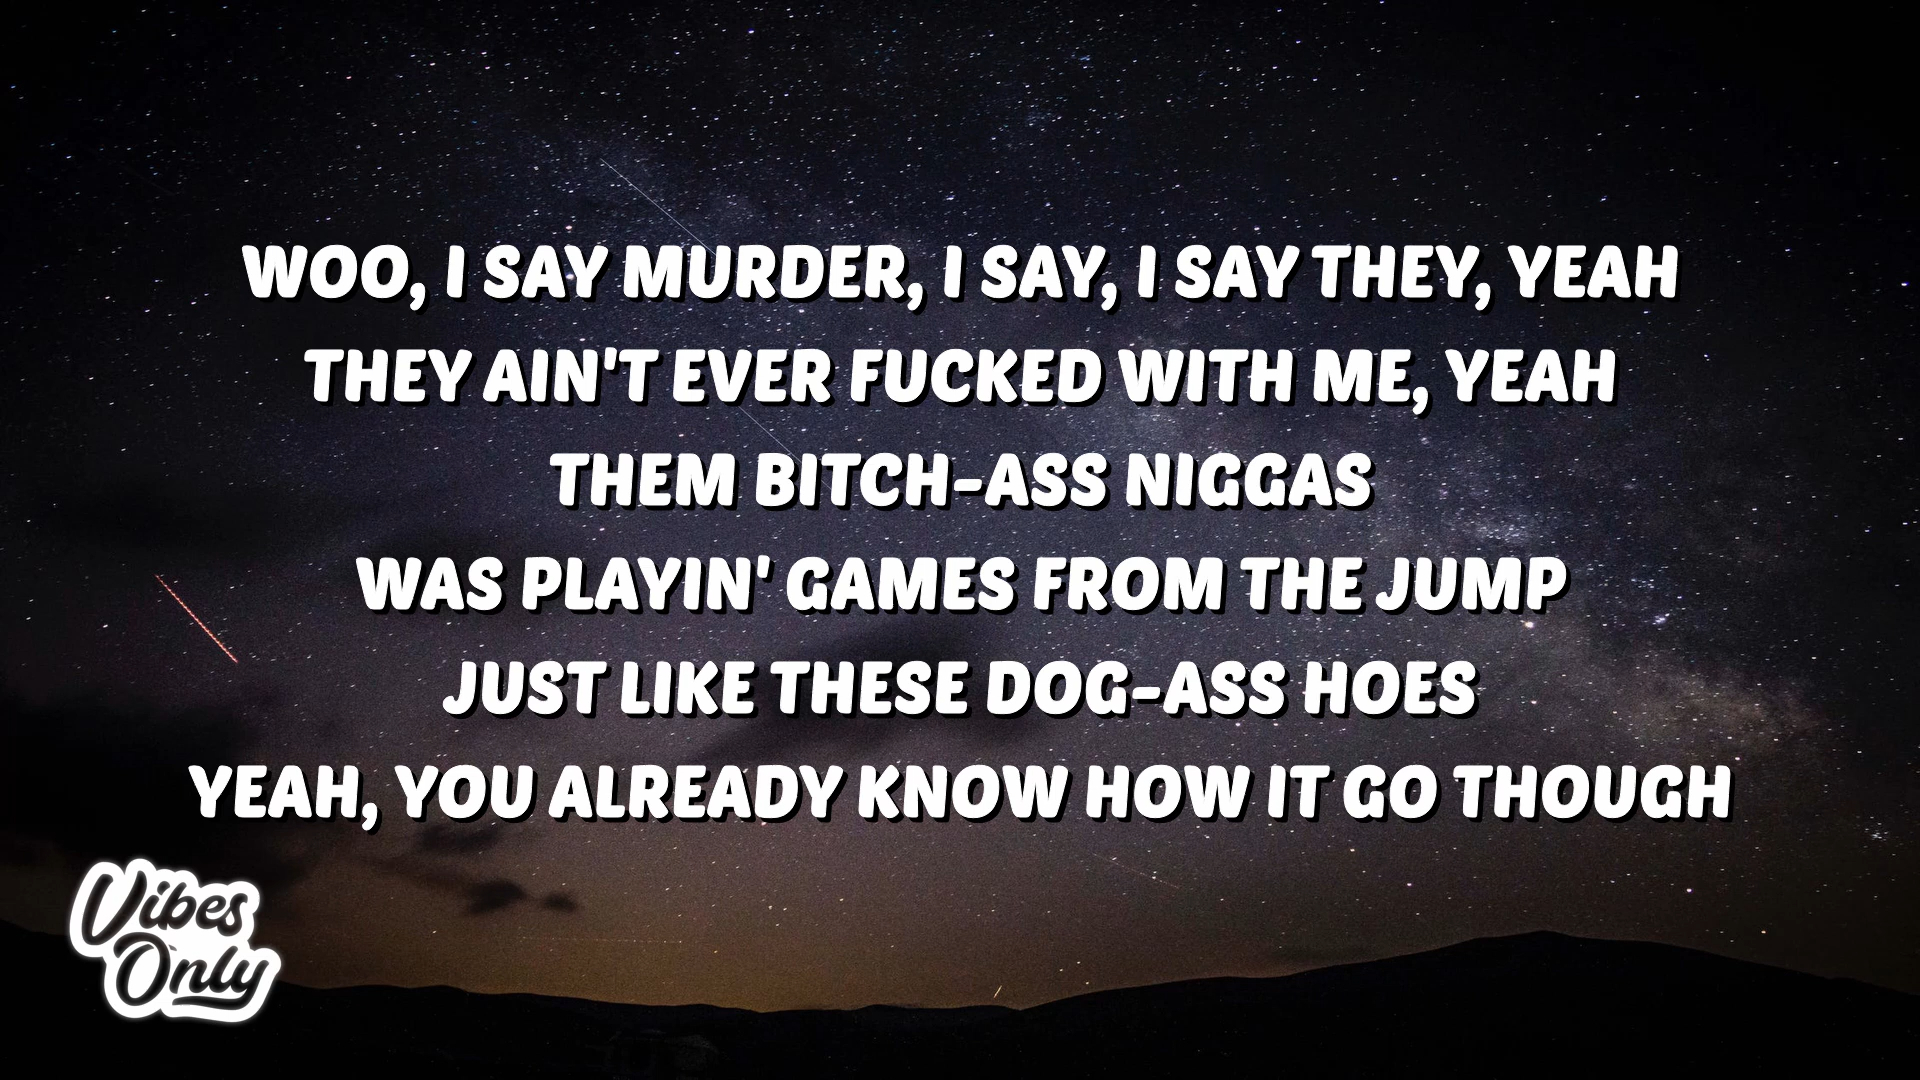 WOO, I SAY MURDER, I SAY, I SAY THEY, YEAH
THEY AIN'T EVER FUCKED WITH ME, YEAH
THEM BITCH-ASS NIGGAS
WAS PLAYIN' GAMES FROM THE JUMP
JUST LIKE THESE DOG-ASS HOES
YEAH, YOU ALREADY KNOW HOW IT GO THOUGH
Vibes
Only